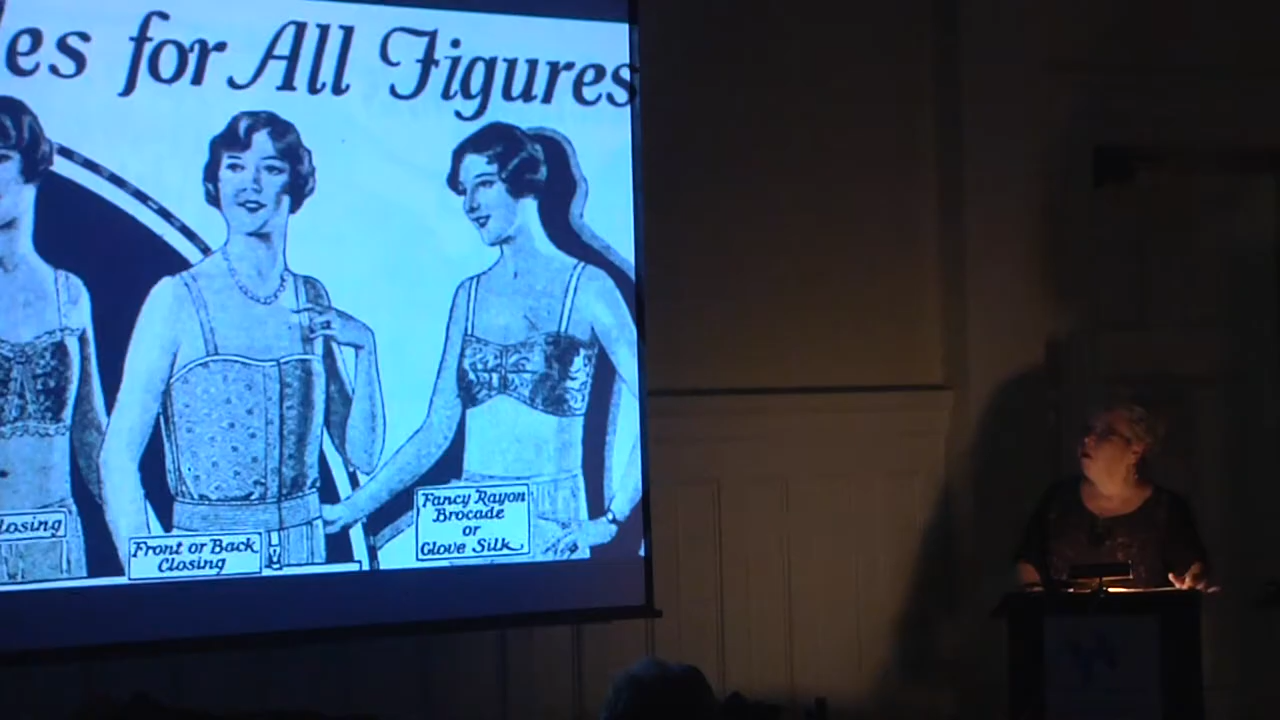 es for All Figures
losing
Front or Back
Closing
Fancy Rayon
Brocade
or
Glove Silk